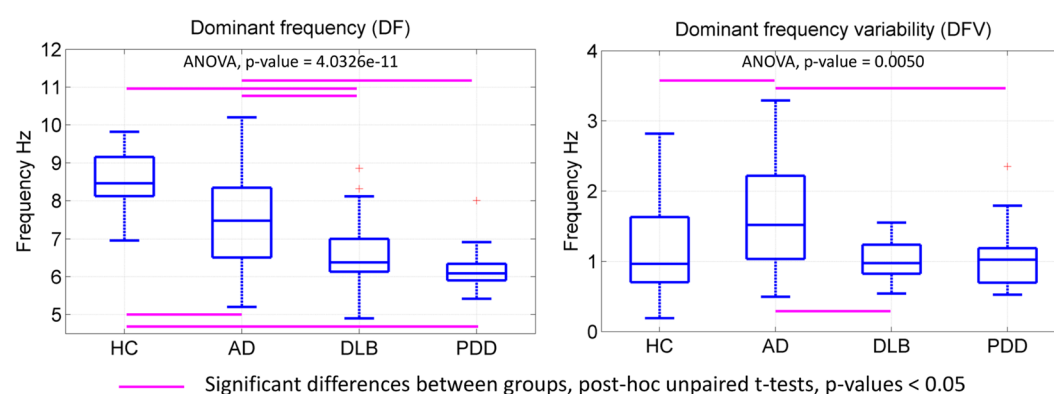 Dominant frequency (DF)
12
11
10
9
8
7
6
5
Frequency Hz
ANOVA, p-value = 4.0326e-11
HC AD DLB PDD
Dominant frequency variability (DFV)
4
3
2
1
0
Frequency Hz
ANOVA, p-value = 0.0050
HC AD DLB PDD
Significant differences between groups, post-hoc unpaired t-tests, p-values < 0.05